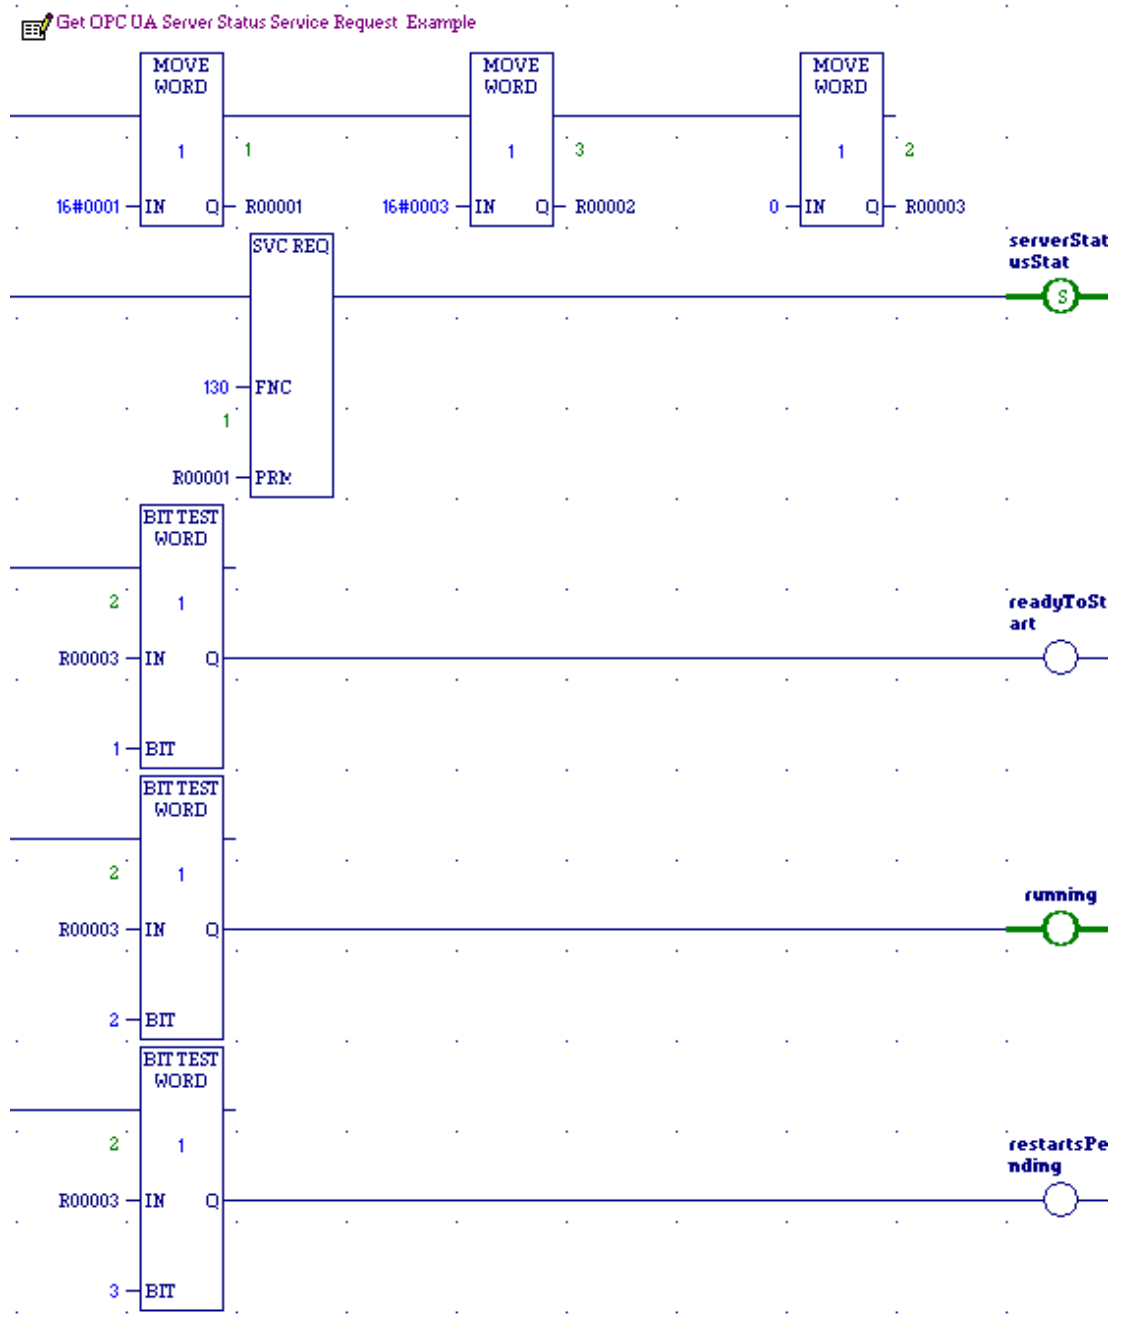 Get OPC UA Server Status Service Request Example
MOVE WORD MOVE WORD MOVE WORD
1 1 1 3 1 2
16#0001 IN Q R00001 16#0003 IN Q R00002 0 IN Q R00003
SVC REQ
serverStat
usStat
S
130 FNC
1
R00001 PRM
BIT TEST
WORD
2 1
readyToSt
art
R00003 IN Q
1 BIT
BIT TEST
WORD
2 1
running
R00003 IN Q
2 BIT
BIT TEST
WORD
2 1
restartsPe
nding
R00003 IN Q
3 BIT